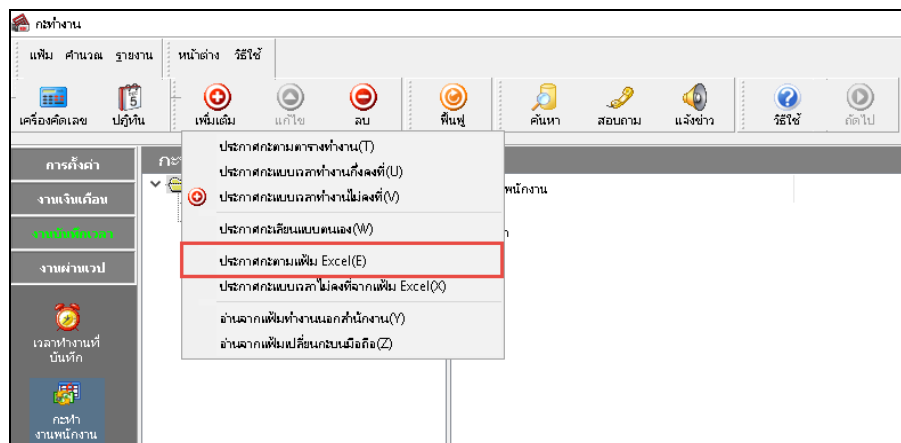 กะทำงาน
แฟ้ม คำนวณ รายงาน หน้าต่าง วิธีใช้
เครื่องคิดเลข ปฏิทิน เพิ่มเติม แก้ไข ลบ ฟื้นฟู ค้นหา สอบถาม แจ้งข่าว วิธีใช้ ถัดไป
การตั้งค่า
งานเงินเดือน
งานบันทึกเวลา
งานผ่านเวป
เวลาทำงานที่
บันทึก
กะทำ
งานพนักงาน
กะ
ประกาศกะตามตารางทำงาน(T)
ประกาศกะแบบเวลาทำงานกึ่งคงที่(U)
ประกาศกะแบบเวลาทำงานไม่คงที่(V)
ประกาศกะเลียนแบบตนเอง(W)
ประกาศกะตามแฟ้ม Excel(E)
ประกาศกะแบบเวลาไม่คงที่จากแฟ้ม Excel(X)
อ่านจากแฟ้มทำงานนอกสำนักงาน(Y)
อ่านจากแฟ้มเปลี่ยนกะบนมือถือ(Z)
พนักงาน